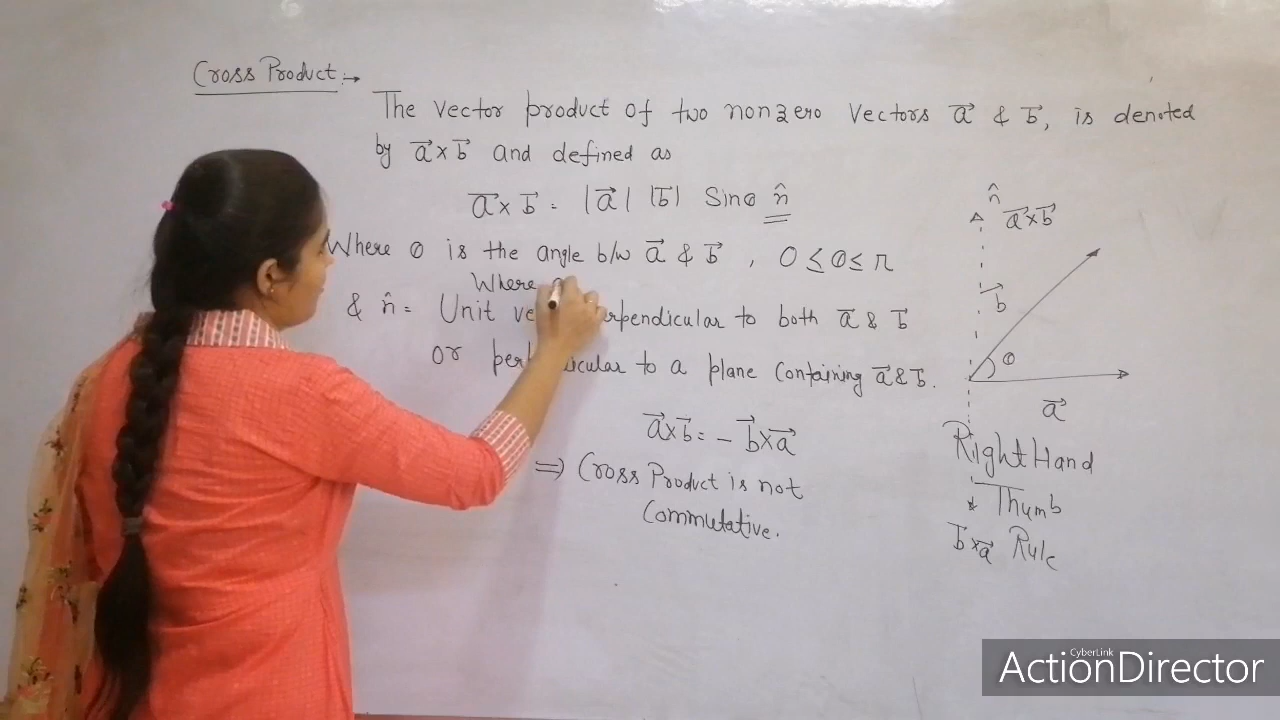 Cross Product :→
The vector product of two nonzero vectors a⃗ & b⃗, is denoted
by a⃗×b⃗ and defined as
a⃗×b⃗ = |a⃗| |b⃗| Sinθ n̂
Where θ is the angle b/w a⃗ & b⃗ , 0 ≤ θ ≤ π
Where
& n̂ = Unit to both a⃗ & b⃗
or to a plane containing a⃗ & b⃗.
a⃗×b⃗ = - b⃗×a⃗
⇒ Cross Product is not
Commutative.
n̂
a⃗×b⃗
b⃗
θ
a⃗
Right Hand
Thumb
b⃗×a⃗ Rule
CyberLink
ActionDirector